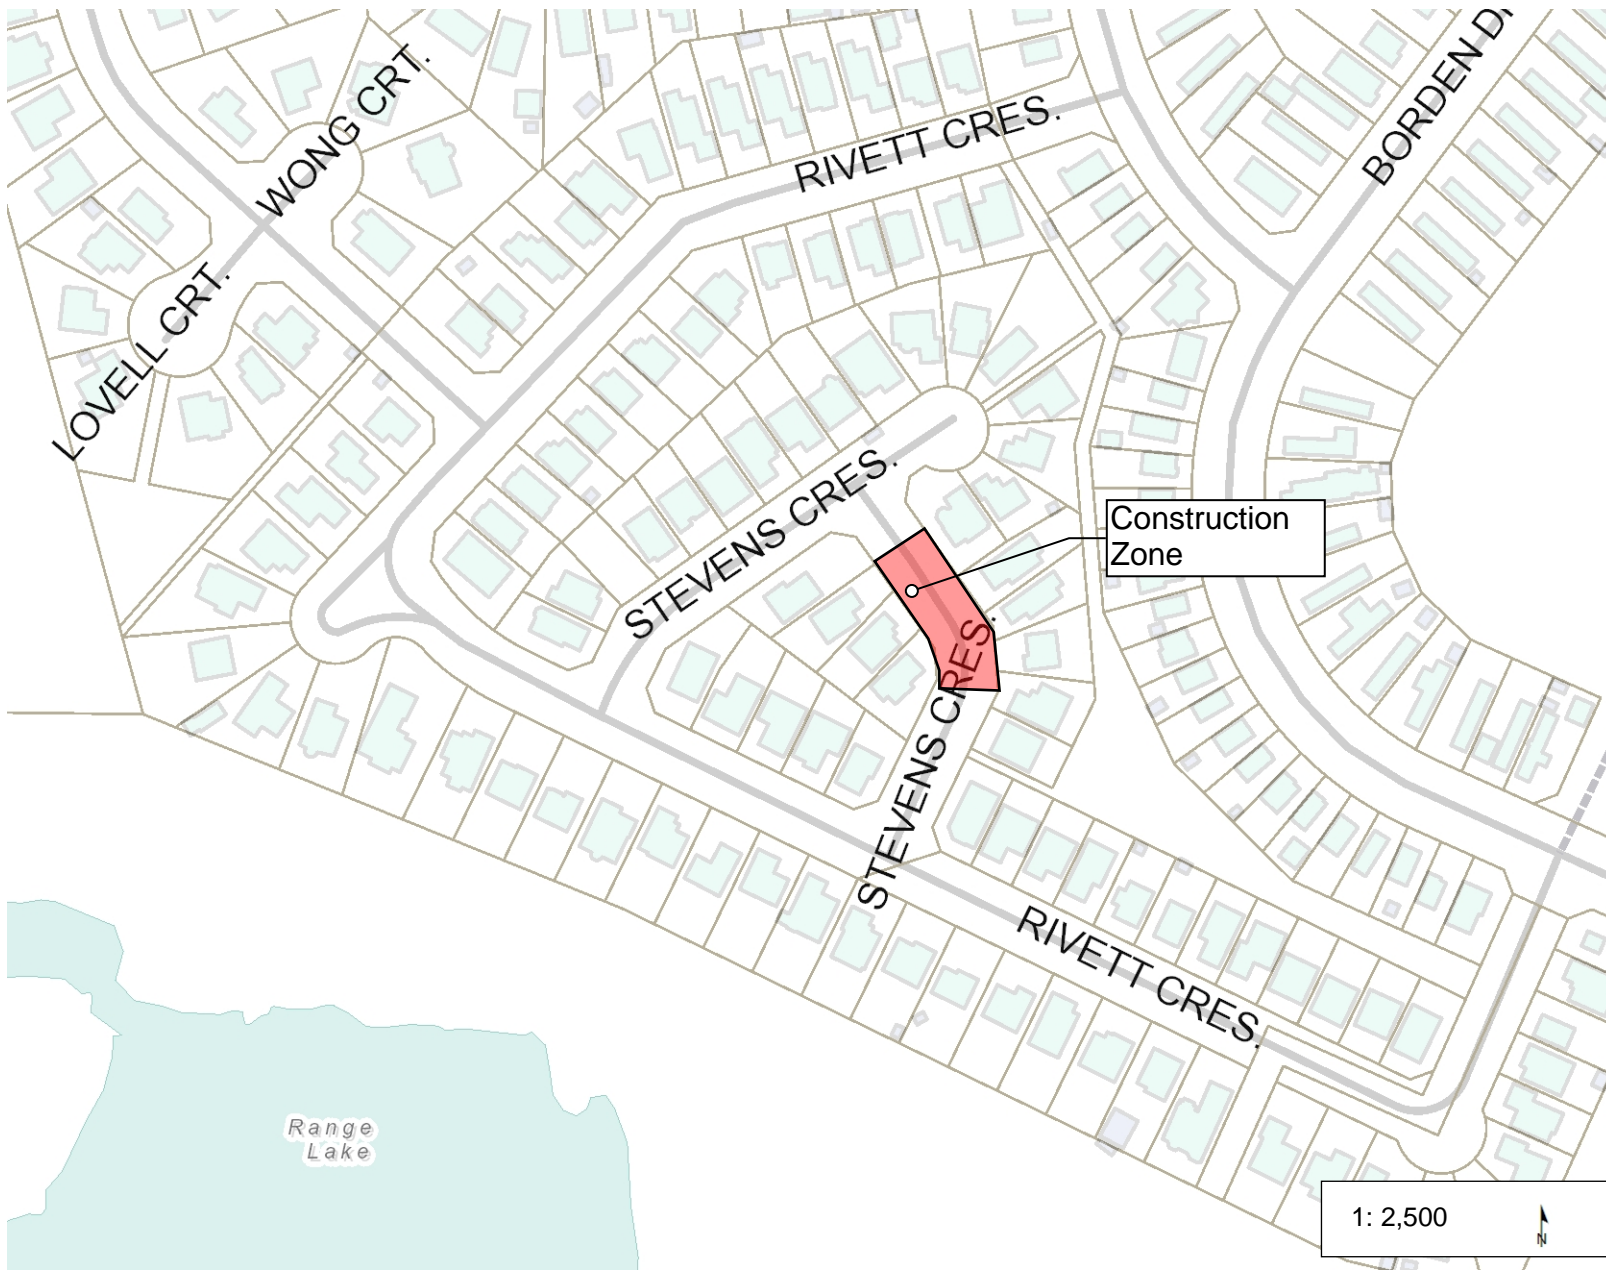 WONG CRT.
RIVETT CRES.
BORDEN
LOVELL CRT.
STEVENS CRES.
Construction
Zone
STEVENS CRES.
RIVETT CRES.
Range
Lake
1: 2,500
N